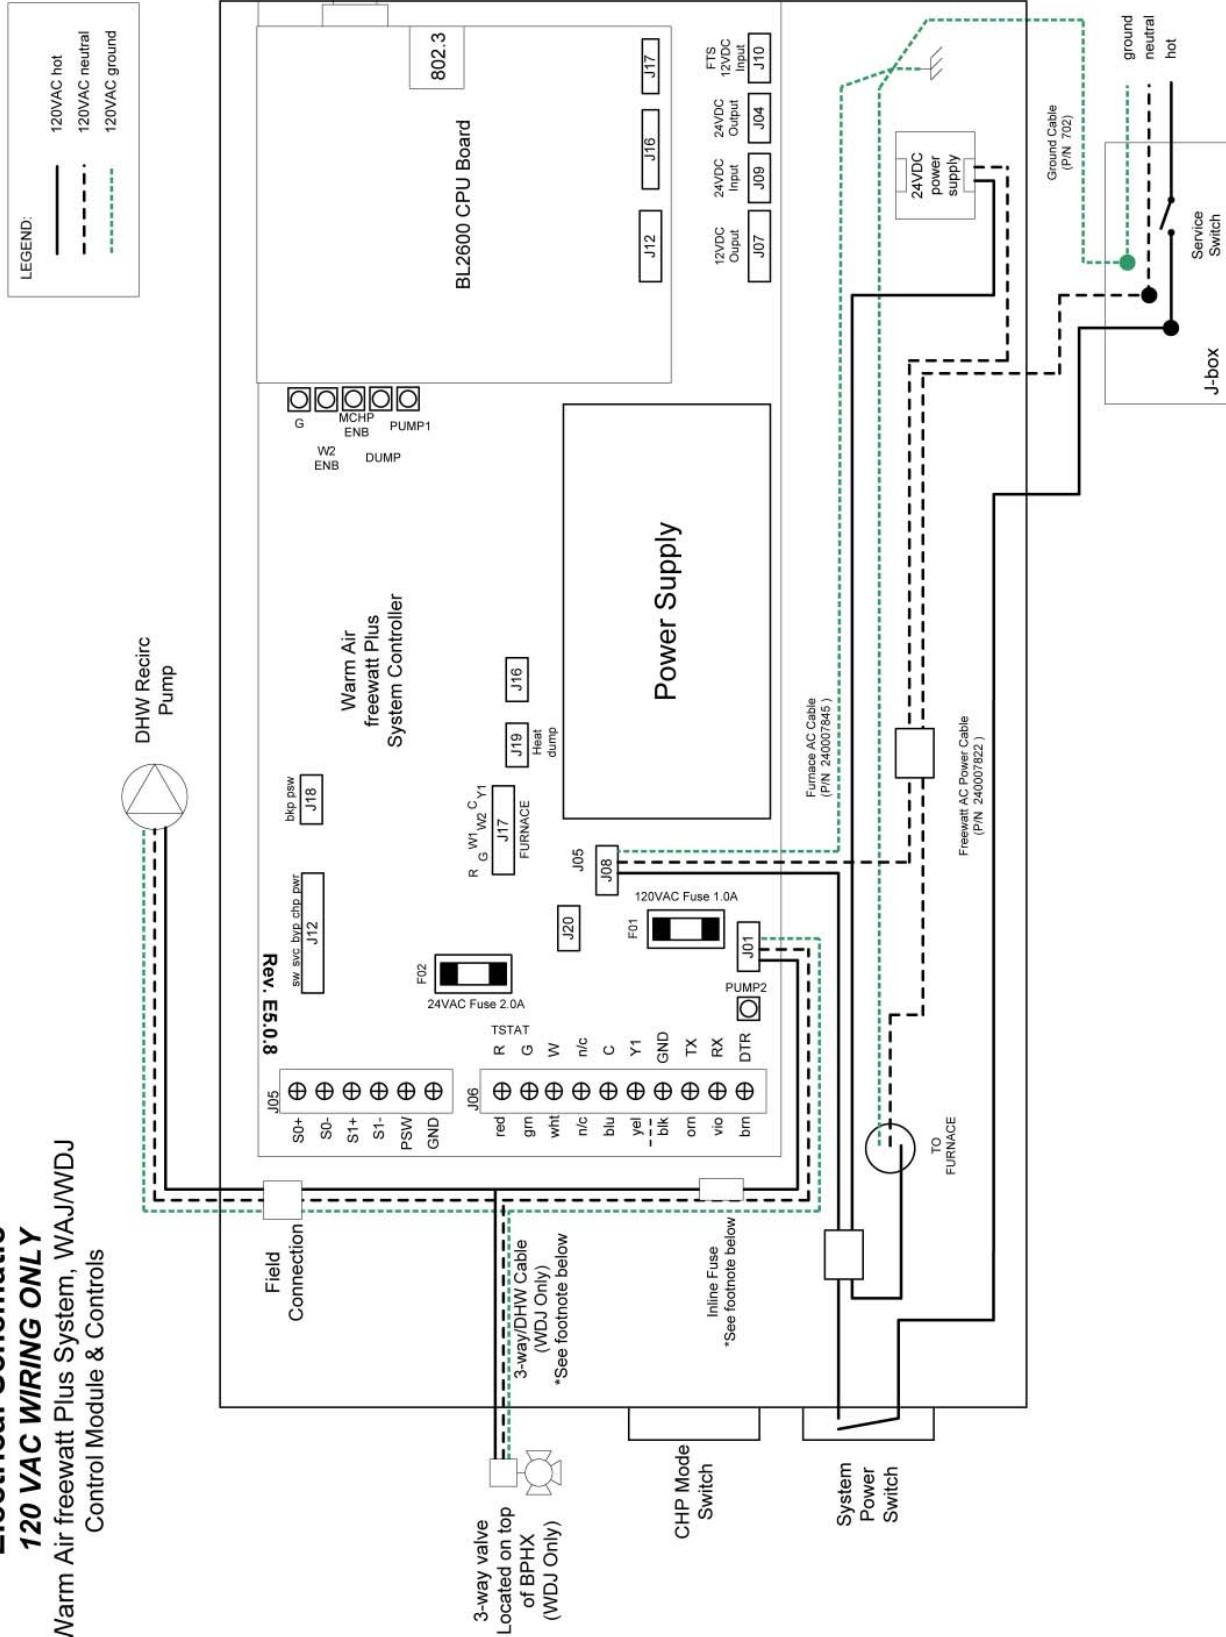 120 VAC WIRING ONLY
Warm Air freewatt Plus System, WAJ/WDJ
Control Module & Controls
LEGEND:
120VAC hot
120VAC neutral
120VAC ground
DHW Recirc
Pump
Field
Connection
3-way valve
Located on top
of BPHX
(WDJ Only)
3-way/DHW Cable
(WDJ Only)
*See footnote below
Inline Fuse
*See footnote below
CHP Mode
Switch
System
Power
Switch
Rev. E5.0.8
J05
S0+
S0-
S1+
S1-
PSW
GND
J06
TSTAT
red
grn
wht
n/c
blu
yel
blk
orn
vio
brn
R
G
W
n/c
C
Y1
GND
TX
RX
DTR
sw svc byp chp pwr
J12
bkp psw
J18
F02
24VAC Fuse 2.0A
Warm Air
freewatt Plus
System Controller
R
G
W1
W2
C
Y1
J17
FURNACE
J19
Heat
dump
J16
J20
J05
J08
F01
120VAC Fuse 1.0A
J01
PUMP2
Power Supply
G
W2
ENB
MCHP
ENB
DUMP
PUMP1
802.3
BL2600 CPU Board
J12
J16
J17
12VDC
Ouput
J07
24VDC
Input
J09
24VDC
Output
J04
FTS
12VDC
Input
J10
24VDC
power
supply
Furnace AC Cable
(P/N 240007845 )
Freewatt AC Power Cable
(P/N 240007822 )
TO
FURNACE
Ground Cable
(P/N 702)
ground
neutral
hot
Service
Switch
J-box